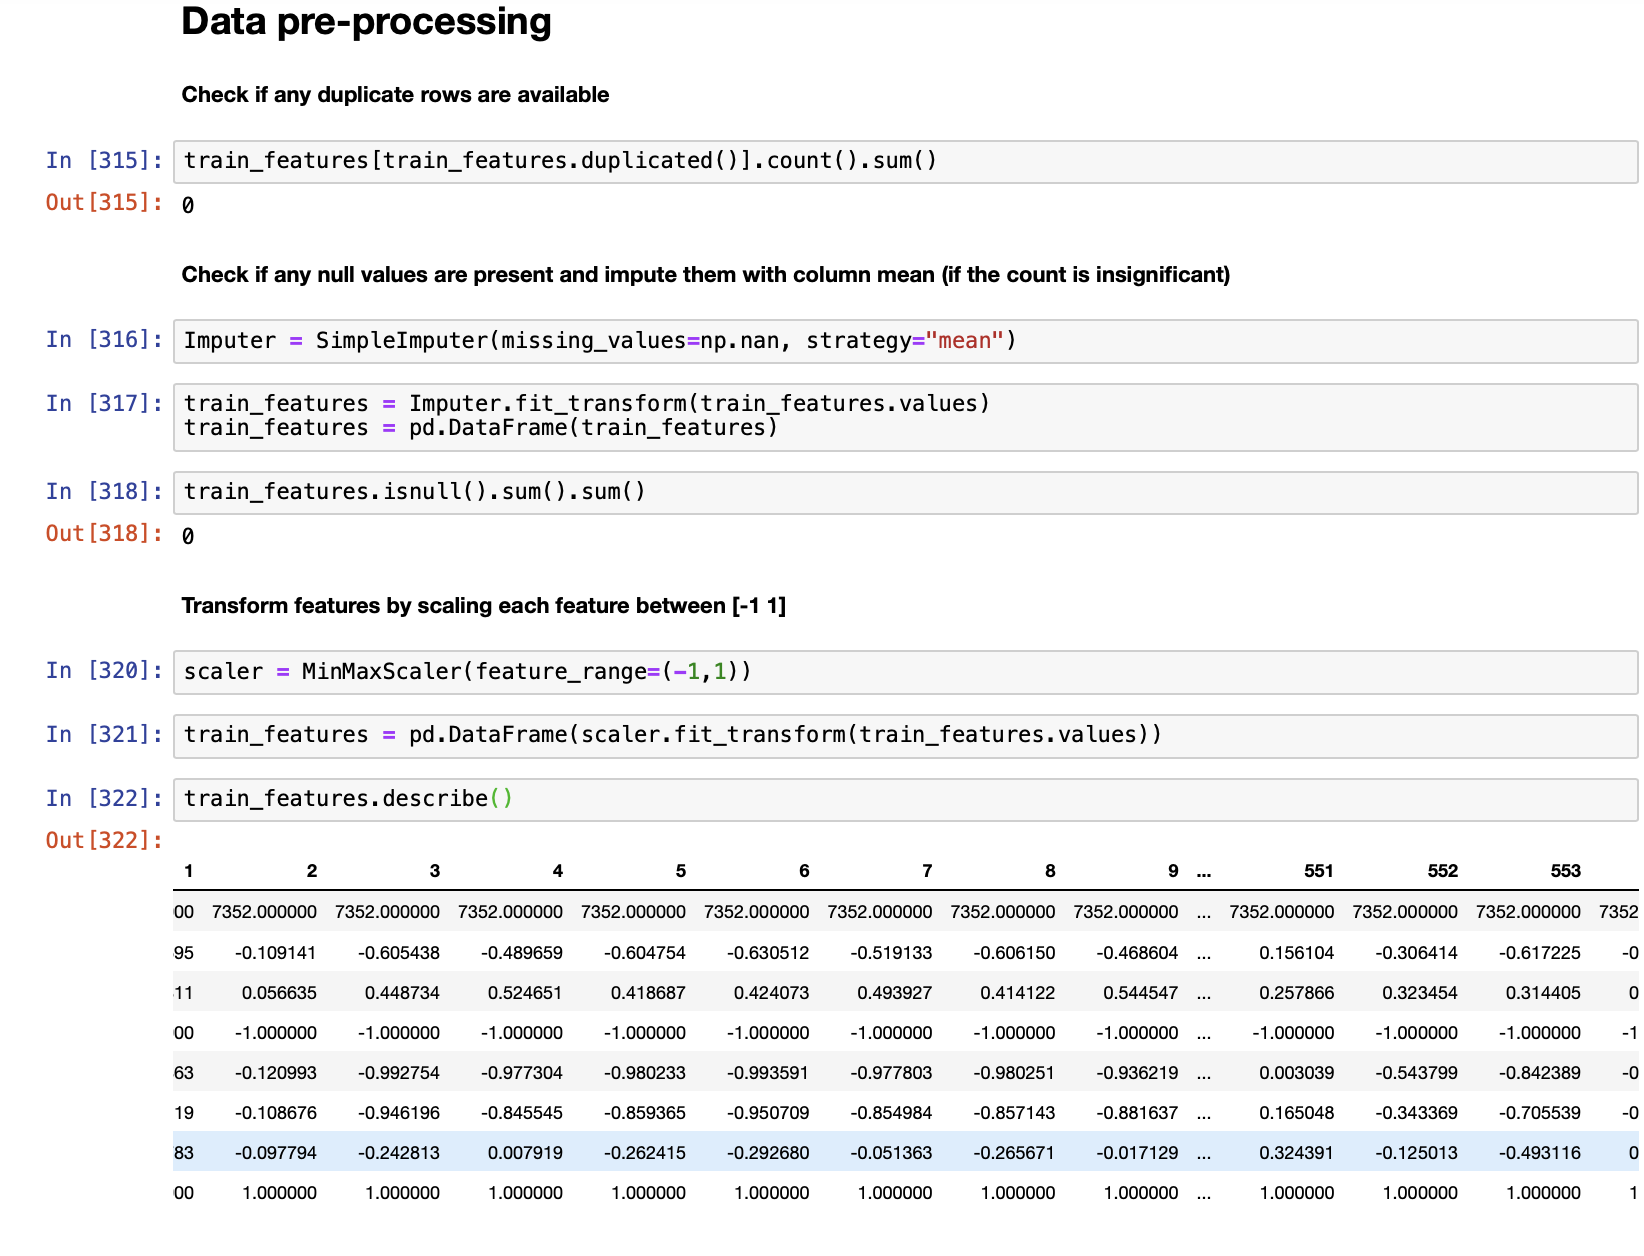 Data pre-processing
Check if any duplicate rows are available
In [315]: train_features[train_features.duplicated()].count().sum()
Out[315]: 0
Check if any null values are present and impute them with column mean (if the count is insignificant)
In [316]: Imputer = SimpleImputer(missing_values=np.nan, strategy="mean")
In [317]: train_features = Imputer.fit_transform(train_features.values)
train_features = pd.DataFrame(train_features)
In [318]: train_features.isnull().sum().sum()
Out[318]: 0
Transform features by scaling each feature between [-1 1]
In [320]: scaler = MinMaxScaler(feature_range=(-1,1))
In [321]: train_features = pd.DataFrame(scaler.fit_transform(train_features.values))
In [322]: train_features.describe()
Out[322]:
1 2 3 4 5 6 7 8 9 ... 551 552 553
00 7352.000000 7352.000000 7352.000000 7352.000000 7352.000000 7352.000000 7352.000000 7352.000000 ... 7352.000000 7352.000000 7352.000000 7352
95 -0.109141 -0.605438 -0.489659 -0.604754 -0.630512 -0.519133 -0.606150 -0.468604 ... 0.156104 -0.306414 -0.617225 -0
11 0.056635 0.448734 0.524651 0.418687 0.424073 0.493927 0.414122 0.544547 ... 0.257866 0.323454 0.314405 0
00 -1.000000 -1.000000 -1.000000 -1.000000 -1.000000 -1.000000 -1.000000 -1.000000 ... -1.000000 -1.000000 -1.000000 -1
63 -0.120993 -0.992754 -0.977304 -0.980233 -0.993591 -0.977803 -0.980251 -0.936219 ... 0.003039 -0.543799 -0.842389 -0
19 -0.108676 -0.946196 -0.845545 -0.859365 -0.950709 -0.854984 -0.857143 -0.881637 ... 0.165048 -0.343369 -0.705539 -0
83 -0.097794 -0.242813 0.007919 -0.262415 -0.292680 -0.051363 -0.265671 -0.017129 ... 0.324391 -0.125013 -0.493116 0
00 1.000000 1.000000 1.000000 1.000000 1.000000 1.000000 1.000000 1.000000 ... 1.000000 1.000000 1.000000 1